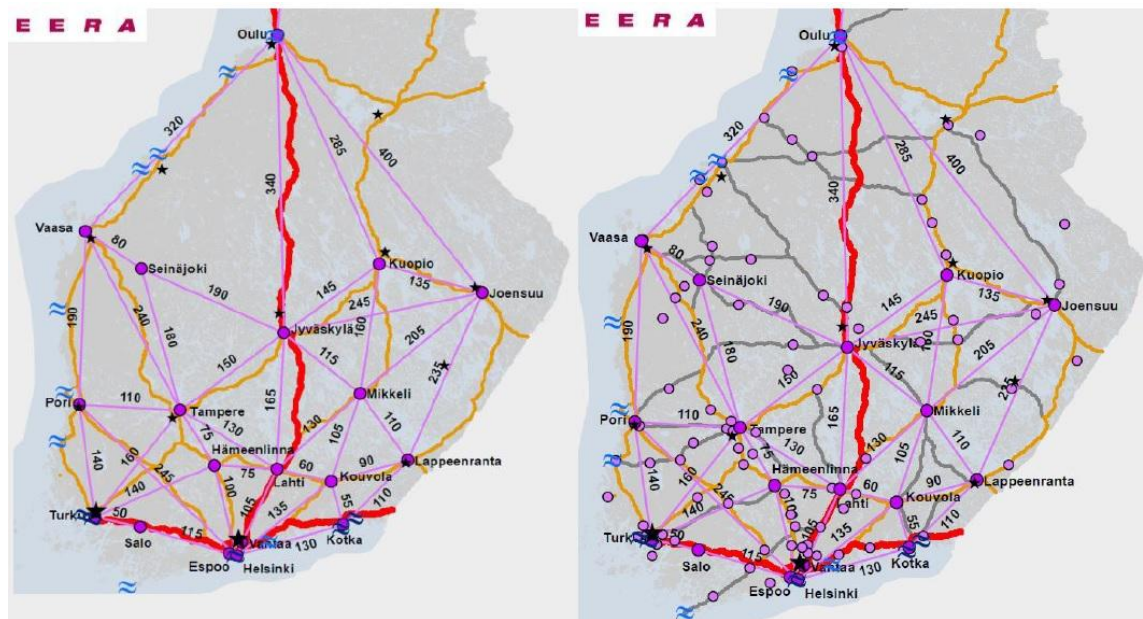 EERA
Oulu
320
340
285
400
Vaasa
80
Seinäjoki
190
Kuopio
145
245
135
Joensuu
190
240
180
Jyväskylä
160
150
115
205
235
165
Pori
110
Tampere
Mikkeli
130
130
105
110
75
Hämeenlinna
140
160
245
75
60
Lahti
90
Lappeenranta
Kouvola
140
100
105
135
55
110
Turku
50
Salo
115
Vantaa
130
Kotka
Espoo
Helsinki
EERA
Oulu
320
340
285
400
Vaasa
80
Seinäjoki
190
Kuopio
145
245
135
Joensuu
190
240
180
Jyväskylä
160
150
115
205
235
165
Pori
110
Tampere
Mikkeli
130
130
105
110
75
Hämeenlinna
140
160
245
75
60
Lahti
90
Lappeenranta
Kouvola
140
105
135
55
110
50
Salo
115
Vantaa
130
Kotka
Espoo
Helsinki